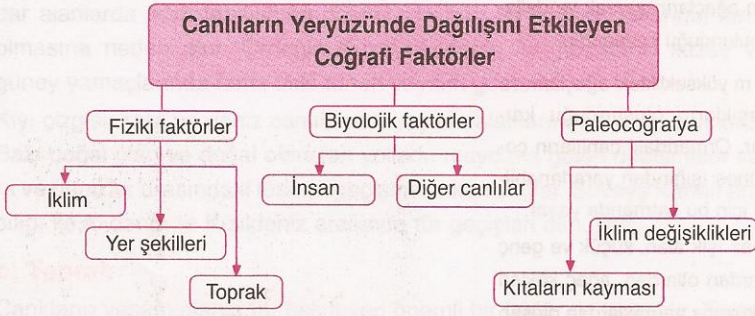 Canlıların Yeryüzünde Dağılışını Etkileyen
Coğrafi Faktörler
Fiziki faktörler
Biyolojik faktörler
Paleocoğrafya
İklim
İnsan
Diğer canlılar
Yer şekilleri
İklim değişiklikleri
Toprak
Kıtaların kayması